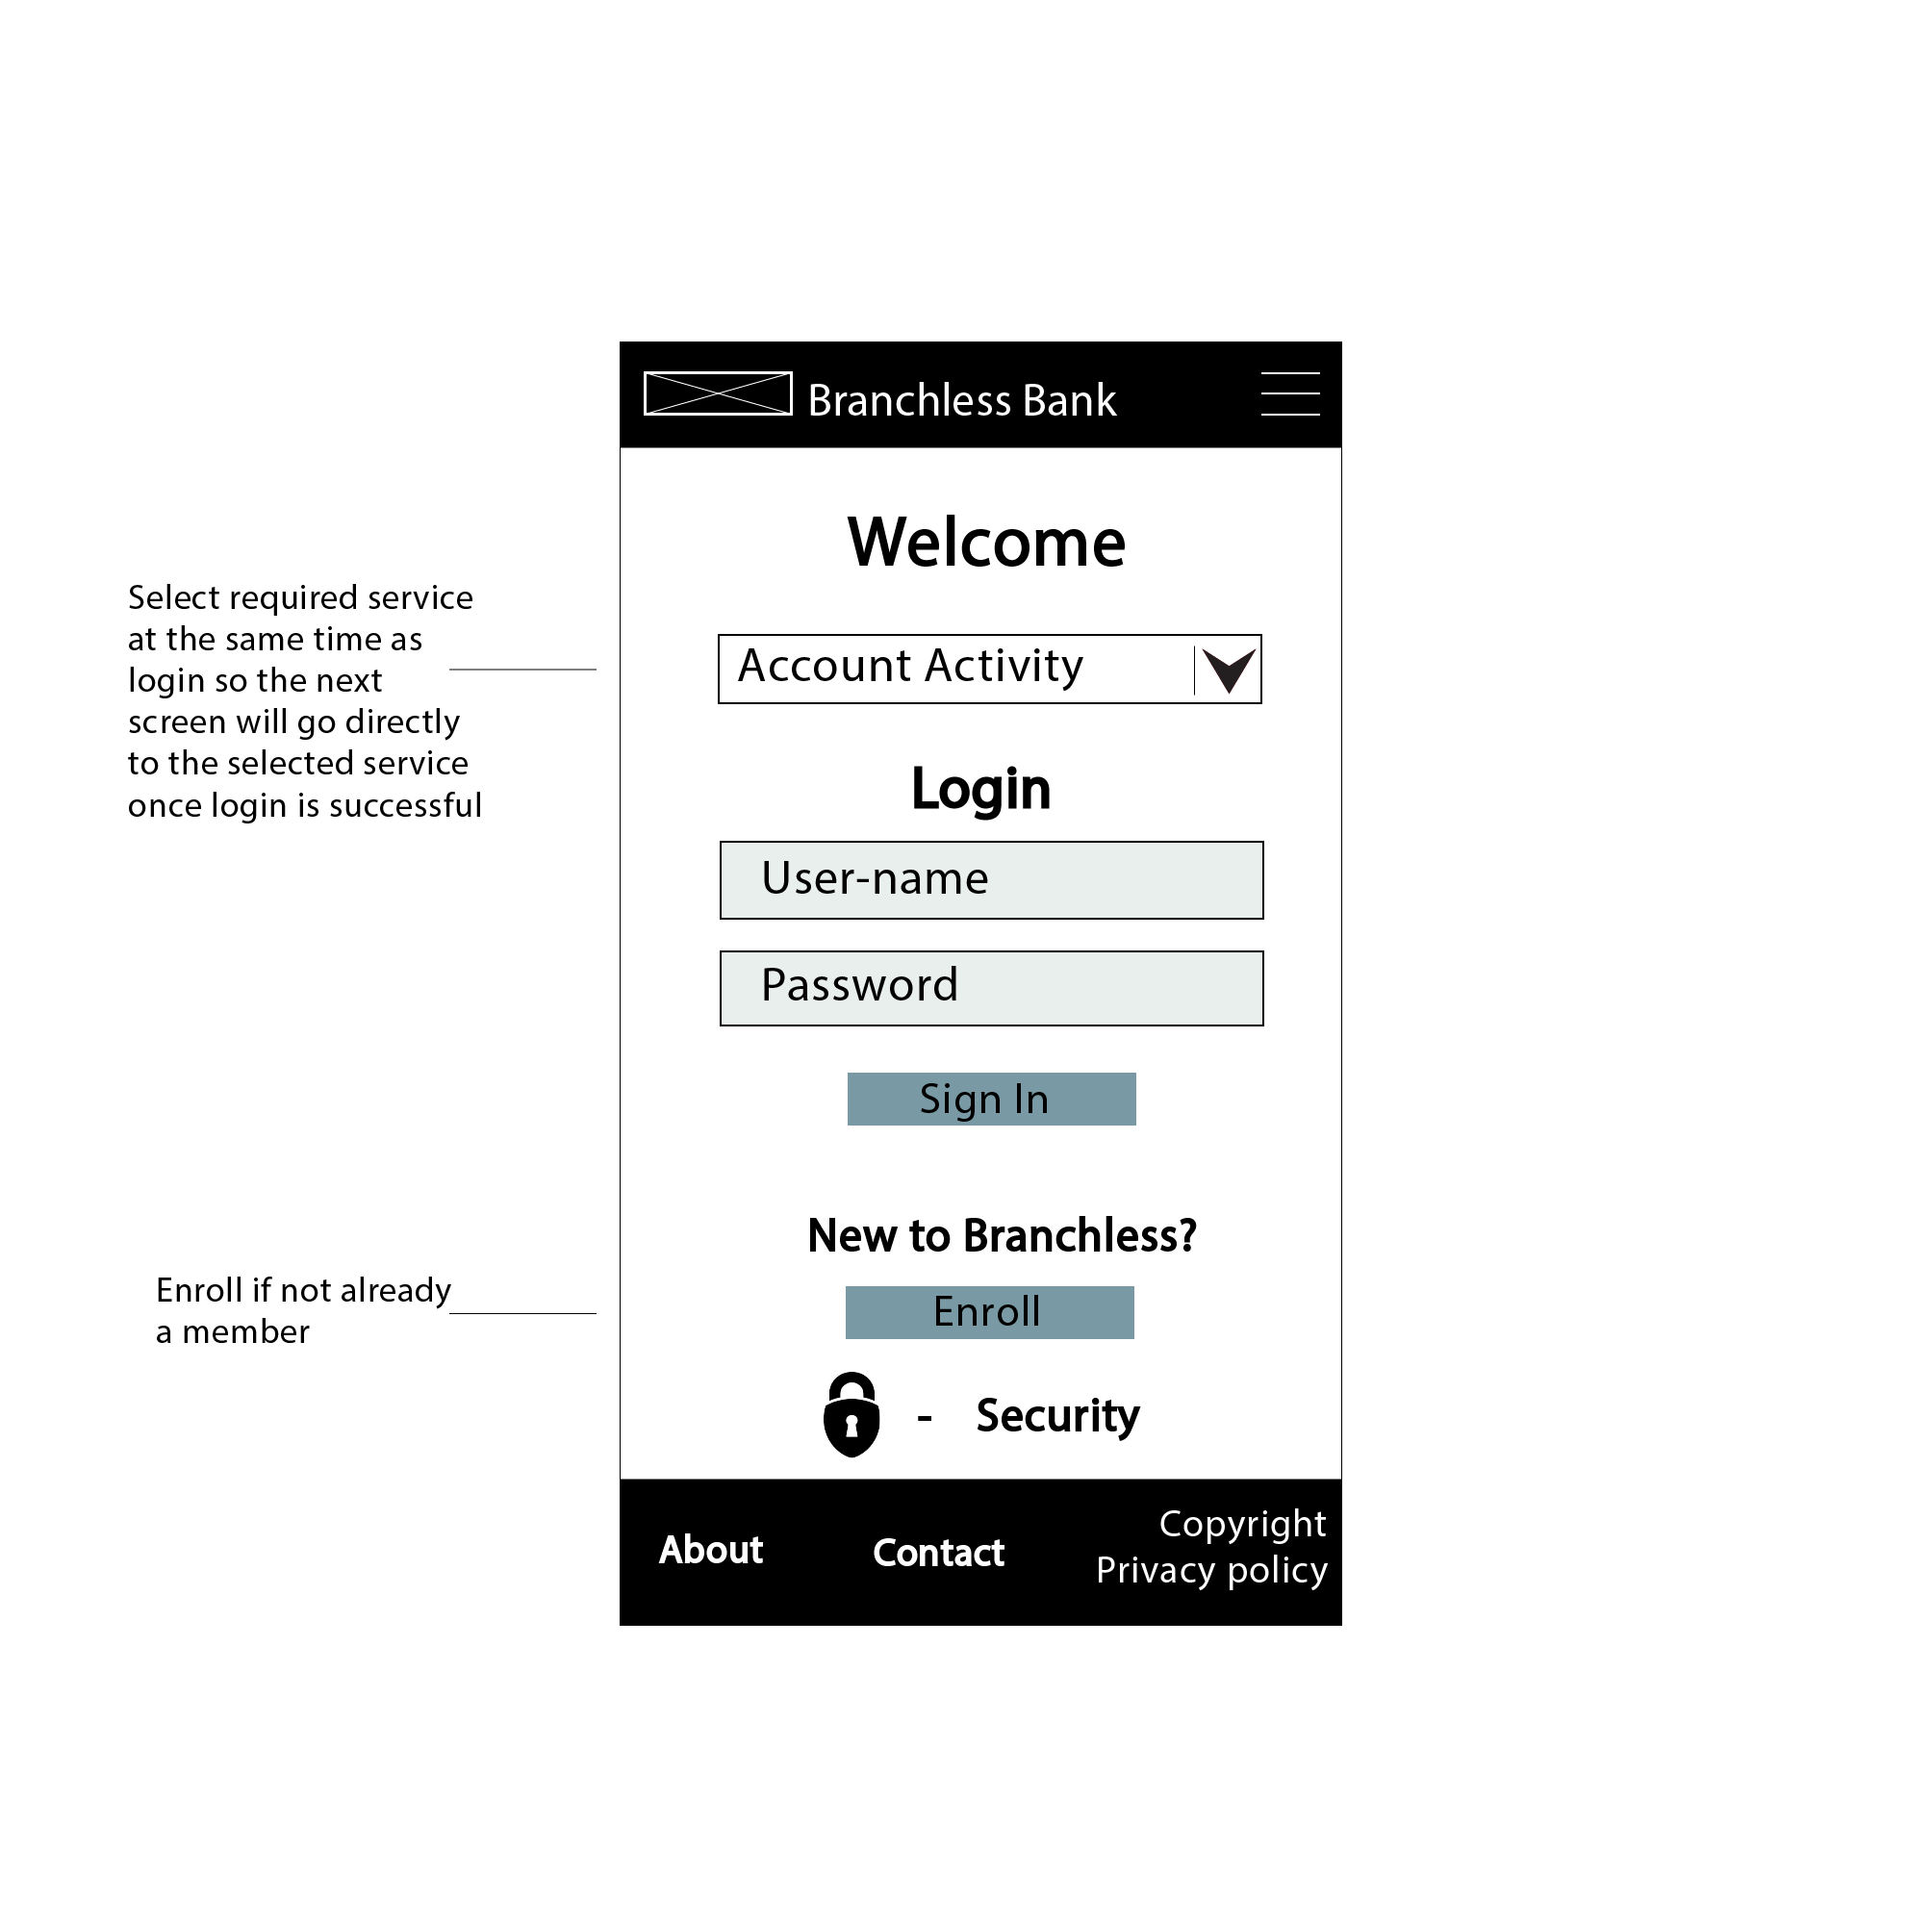 Branchless Bank
Welcome
Select required service
at the same time as
login so the next
screen will go directly
to the selected service
once login is successful
Account Activity
Login
User-name
Password
Sign In
New to Branchless?
Enroll if not already
a member
Enroll
- Security
About
Contact
Copyright
Privacy policy